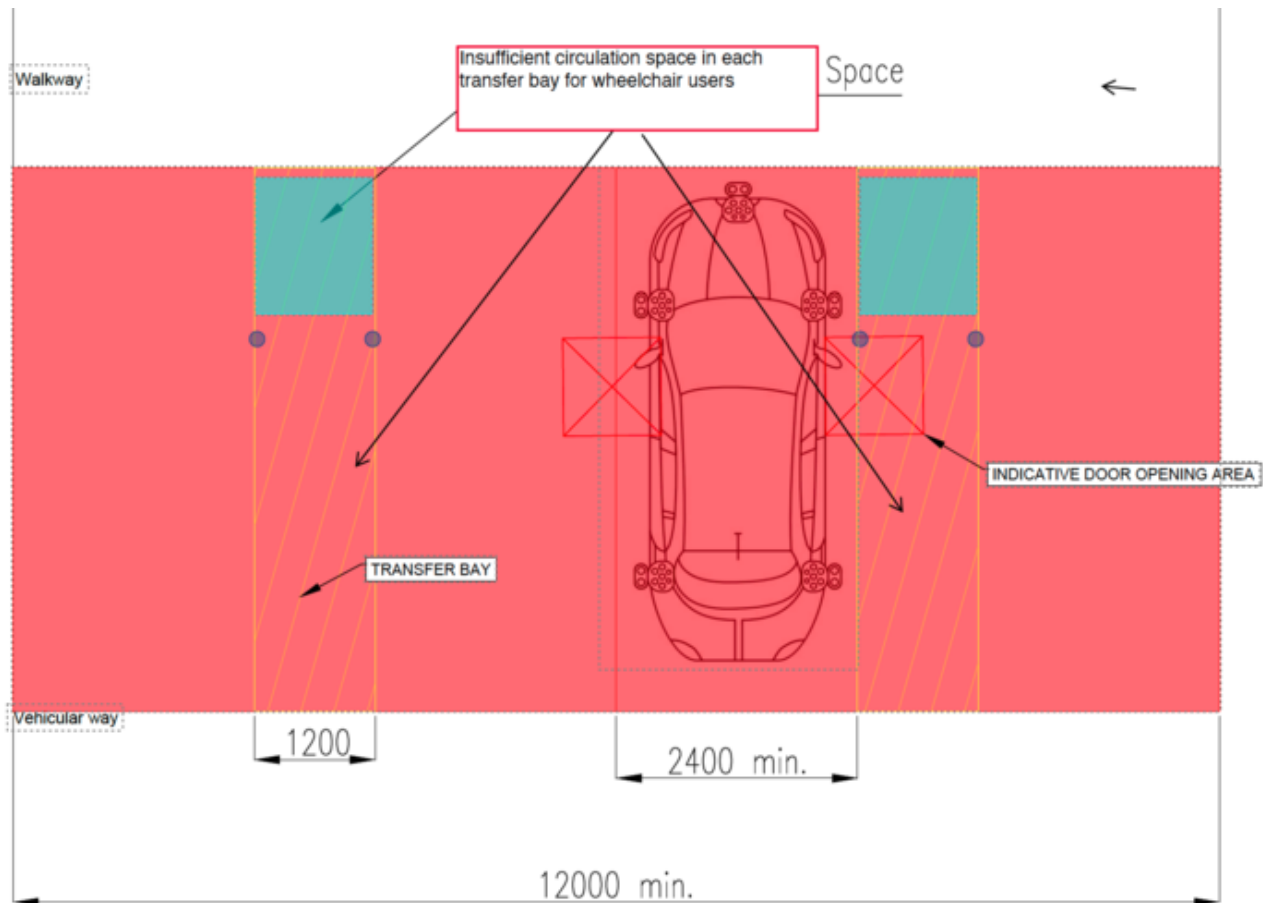 Insufficient circulation space in each
transfer bay for wheelchair users
Walkway
Space
INDICATIVE DOOR OPENING AREA
TRANSFER BAY
Vehicular way
1200
2400 min.
12000 min.